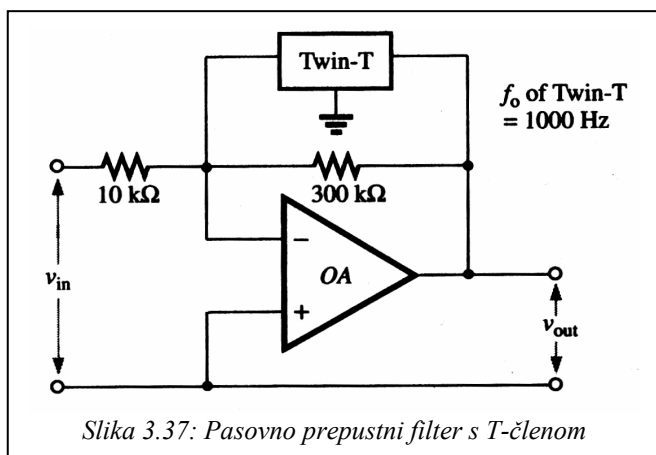 Twin-T
f₀ of Twin-T
= 1000 Hz
10 kΩ
300 kΩ
−
OA
+
v_in
v_out
Slika 3.37: Pasovno prepustni filter s T-členom